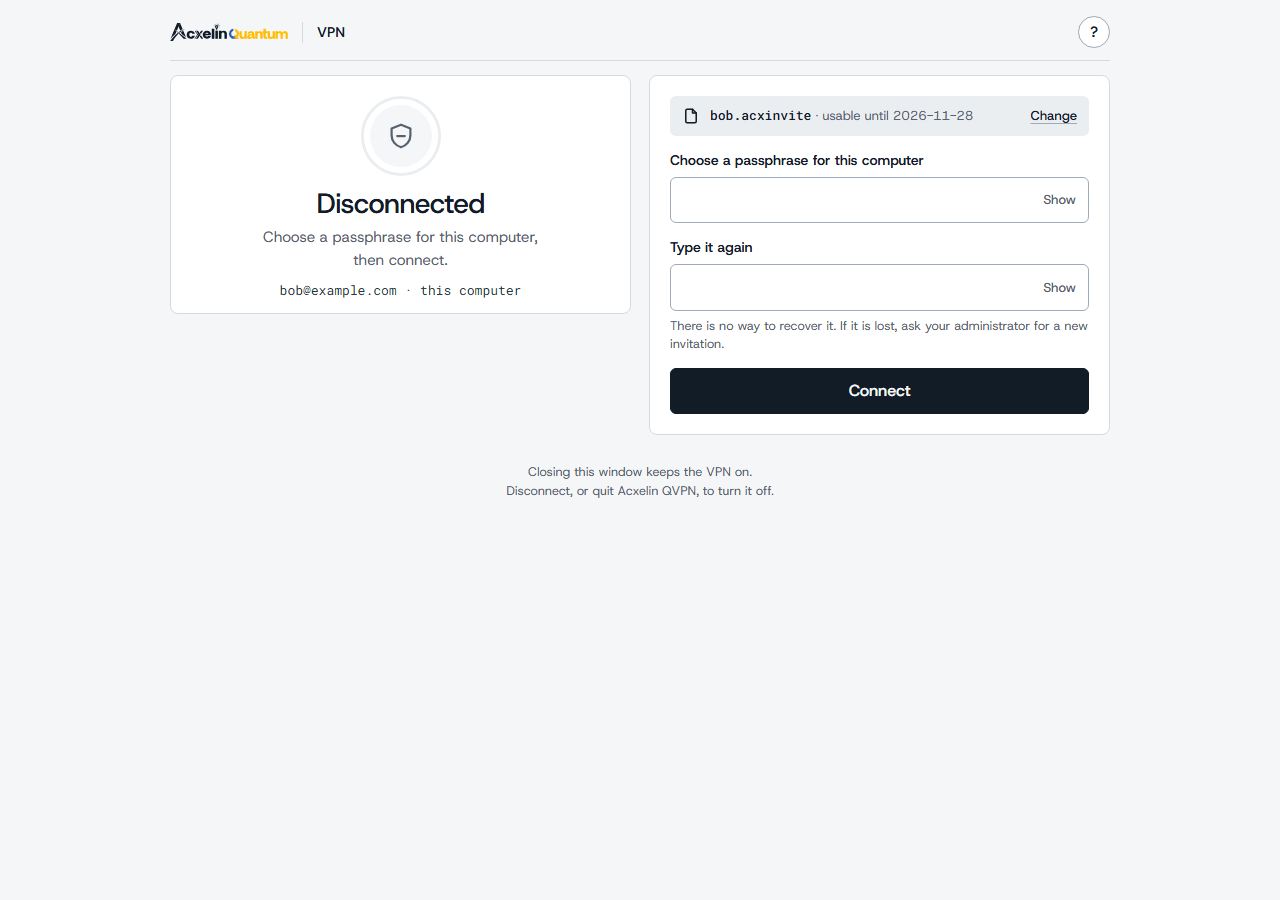 Acxelin Quantum
VPN
?
Disconnected
Choose a passphrase for this computer,
then connect.
bob@example.com · this computer
bob.acxinvite · usable until 2026-11-28
Change
Choose a passphrase for this computer
Show
Type it again
Show
There is no way to recover it. If it is lost, ask your administrator for a new
invitation.
Connect
Closing this window keeps the VPN on.
Disconnect, or quit Acxelin QVPN, to turn it off.